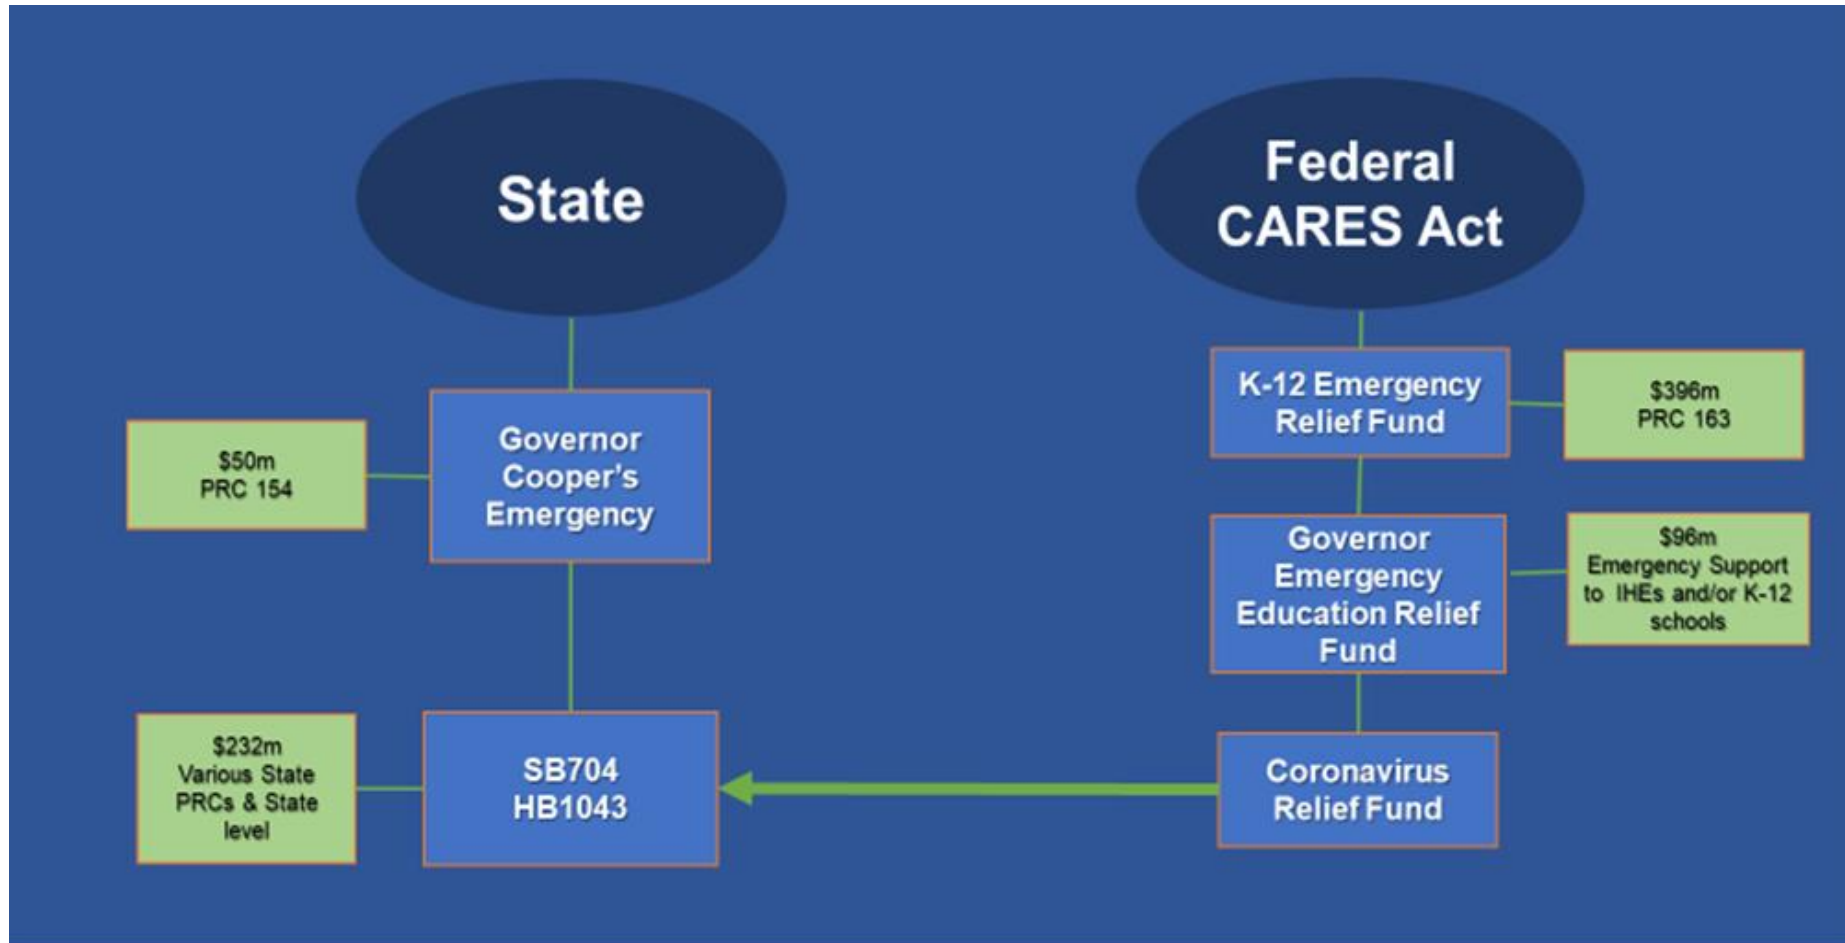 State
Federal
CARES Act
$50m
PRC 154
Governor
Cooper's
Emergency
K-12 Emergency
Relief Fund
$396m
PRC 163
Governor
Emergency
Education Relief
Fund
$96m
Emergency Support
to IHEs and/or K-12
schools
$232m
Various State
PRCs & State
level
SB704
HB1043
Coronavirus
Relief Fund